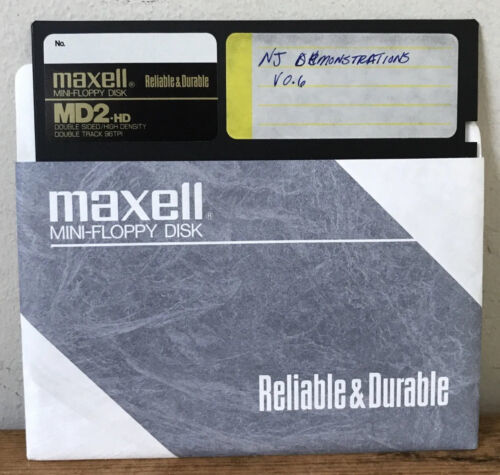 No.
maxell®
Reliable & Durable
MINI-FLOPPY DISK
MD2-HD
DOUBLE SIDED/HIGH DENSITY
DOUBLE TRACK 96TPI
NJ DEMONSTRATIONS
V0.6
maxell®
MINI-FLOPPY DISK
Reliable & Durable